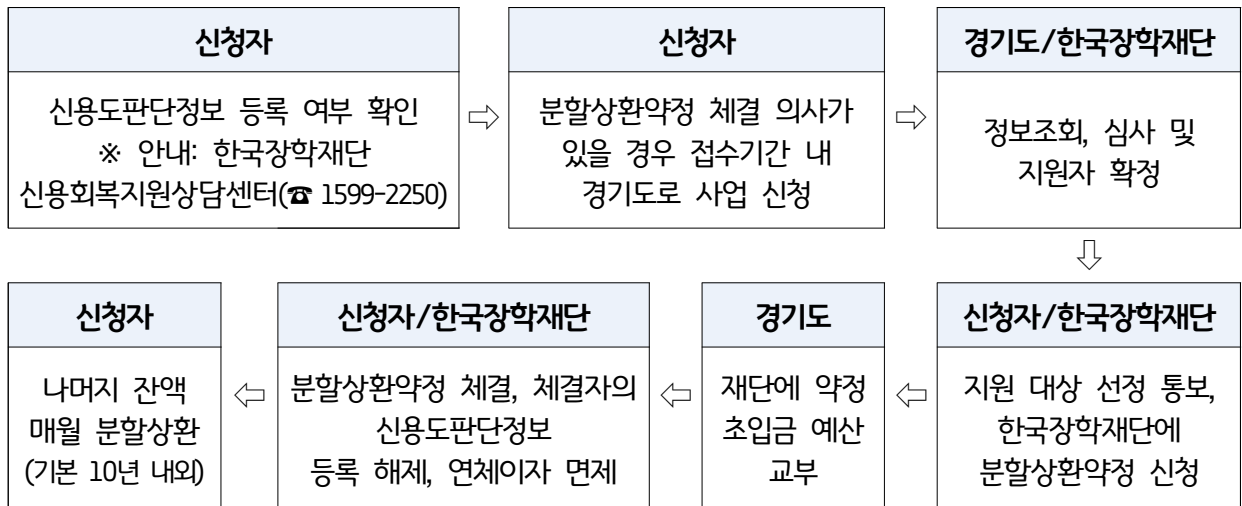 신청자
신용도판단정보 등록 여부 확인
※ 안내: 한국장학재단
신용회복지원상담센터(☎ 1599-2250)
⇨
신청자
분할상환약정 체결 의사가
있을 경우 접수기간 내
경기도로 사업 신청
⇨
경기도/한국장학재단
정보조회, 심사 및
지원자 확정
⇩
신청자/한국장학재단
지원 대상 선정 통보,
한국장학재단에
분할상환약정 신청
⇦
경기도
재단에 약정
초입금 예산
교부
⇦
신청자/한국장학재단
분할상환약정 체결, 체결자의
신용도판단정보
등록 해제, 연체이자 면제
⇦
신청자
나머지 잔액
매월 분할상환
(기본 10년 내외)